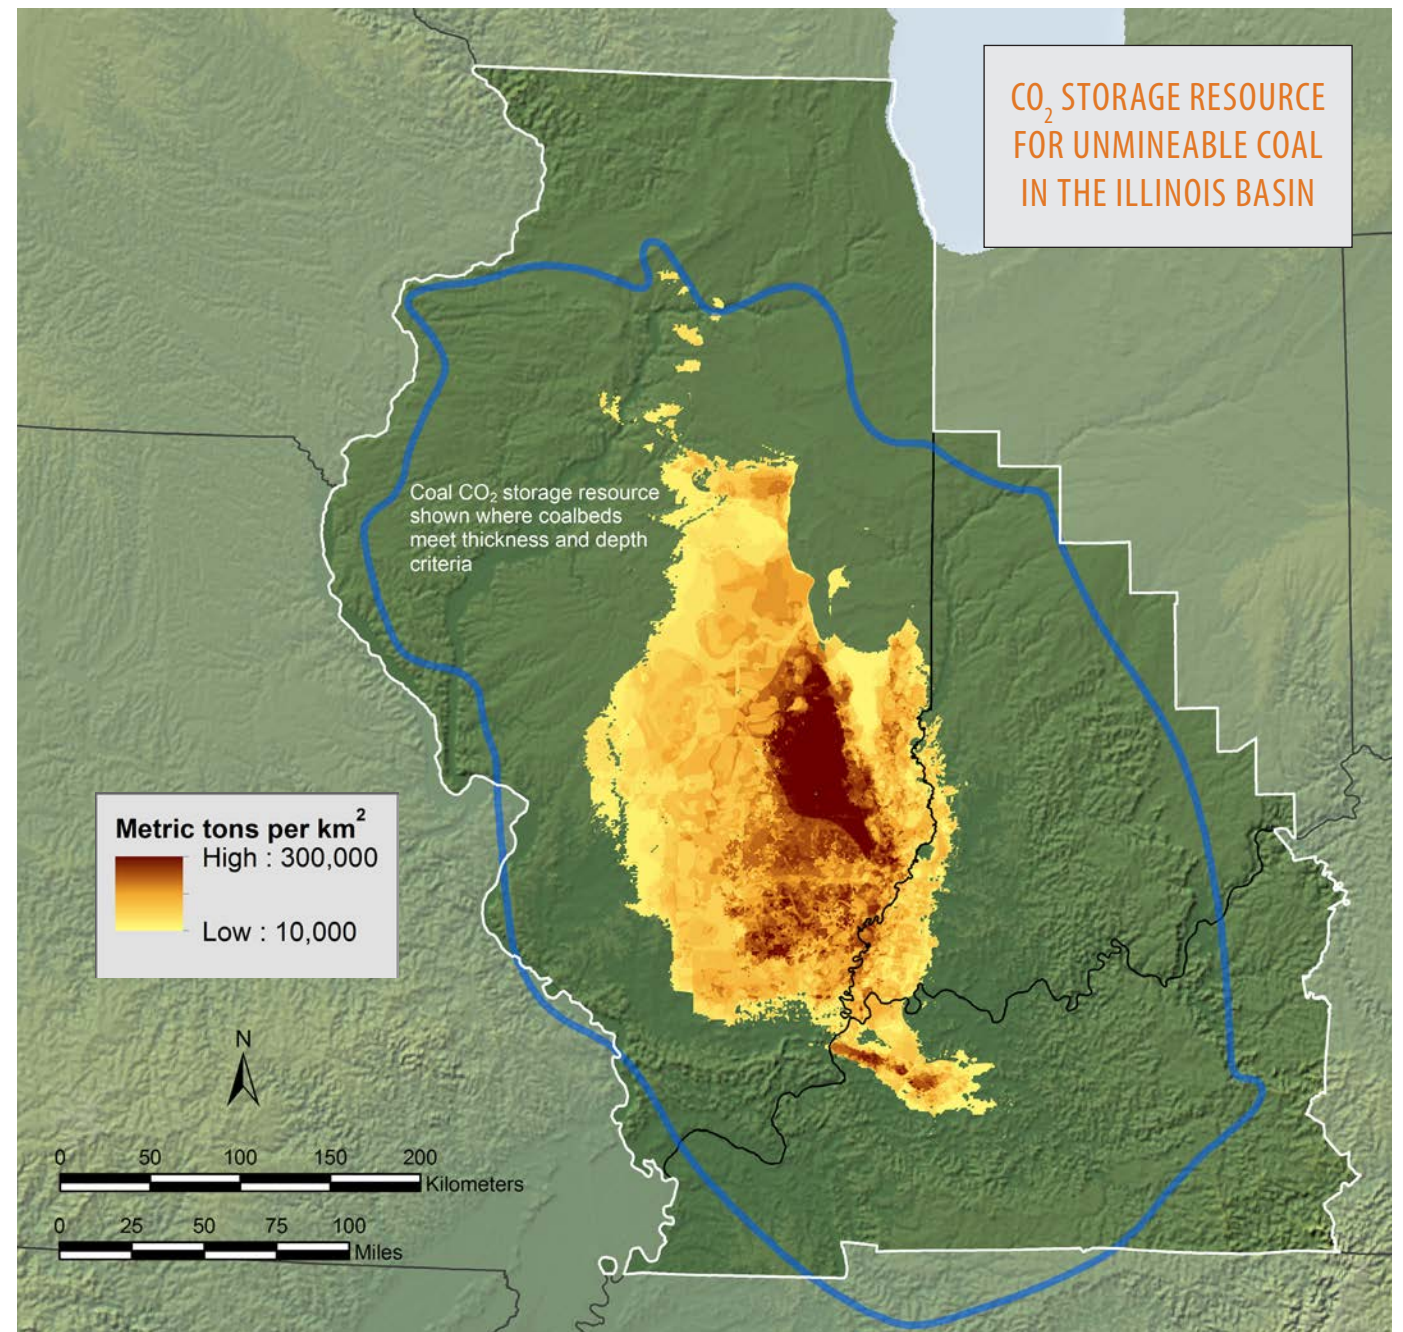 CO₂ STORAGE RESOURCE
FOR UNMINEABLE COAL
IN THE ILLINOIS BASIN
Coal CO₂ storage resource
shown where coalbeds
meet thickness and depth
criteria
Metric tons per km²
High : 300,000
Low : 10,000
N
0 50 100 150 200
Kilometers
0 25 50 75 100
Miles